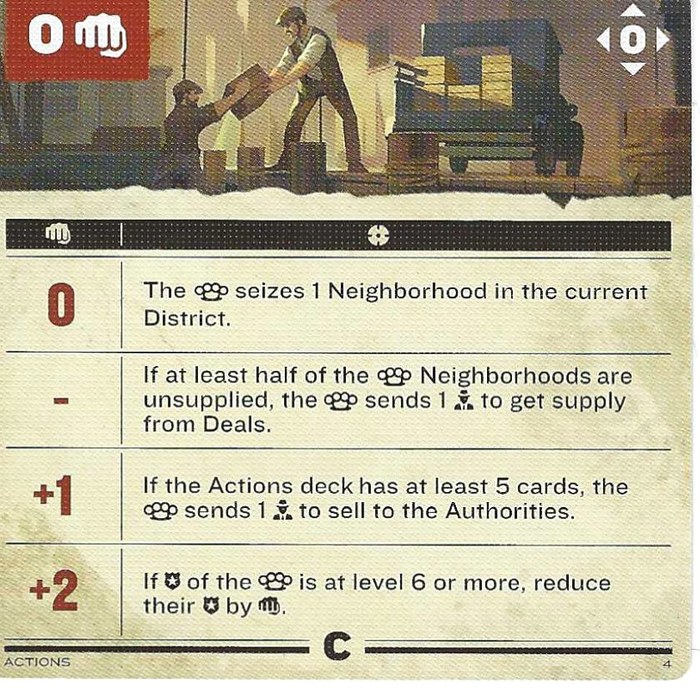 0
0
0
The seizes 1 Neighborhood in the current
District.
-
If at least half of the Neighborhoods are
unsupplied, the sends 1 to get supply
from Deals.
+1
If the Actions deck has at least 5 cards, the
sends 1 to sell to the Authorities.
+2
If of the is at level 6 or more, reduce
their by .
C
ACTIONS
4